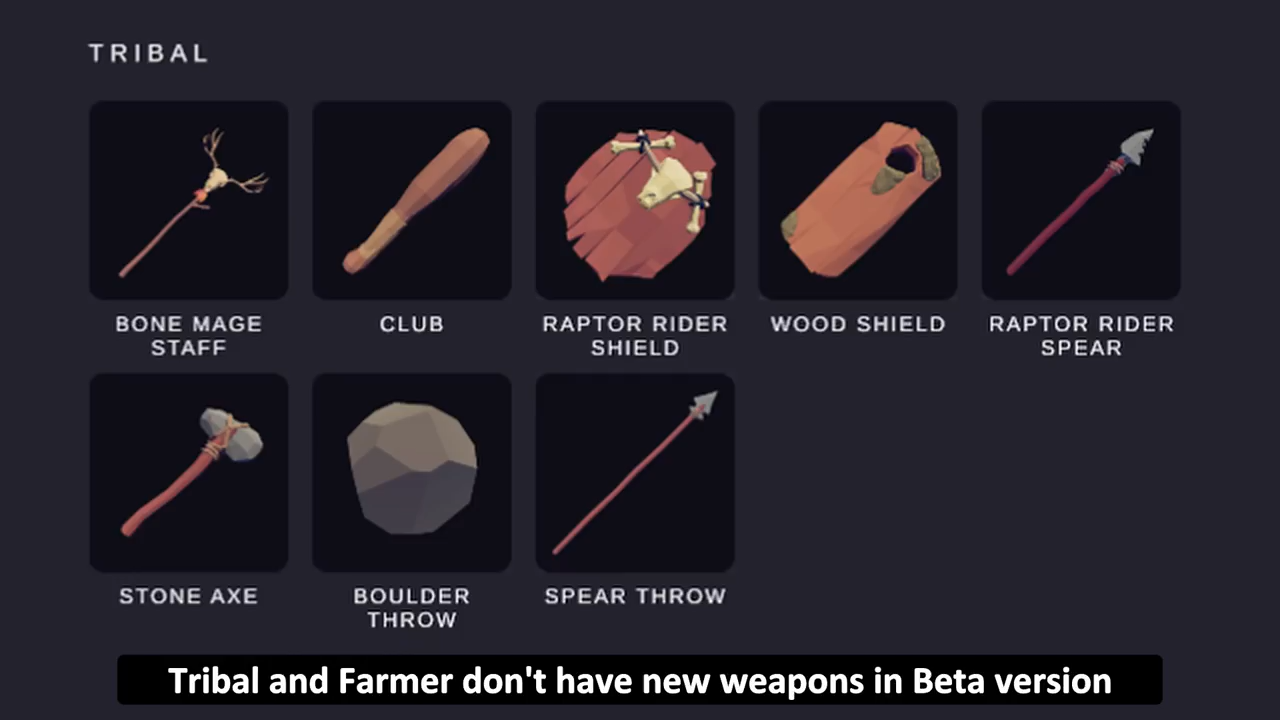 TRIBAL
BONE MAGE
STAFF
CLUB
RAPTOR RIDER
SHIELD
WOOD SHIELD
RAPTOR RIDER
SPEAR
STONE AXE
BOULDER
THROW
SPEAR THROW
Tribal and Farmer don't have new weapons in Beta version